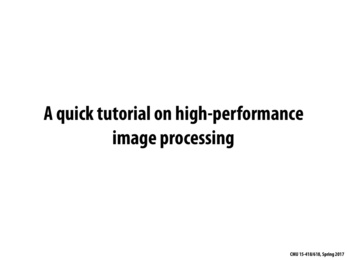 A quick tutorial on high-performance
image processing
CMU 15-418/618, Spring 2017